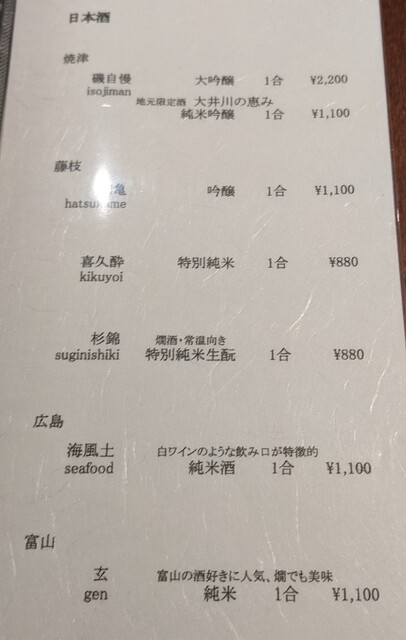 日本酒
焼津
磯自慢 大吟醸 1合 ¥2,200
isojiman
地元限定酒 大井川の恵み
純米吟醸 1合 ¥1,100
藤枝
亀 吟醸 1合 ¥1,100
hatsukame
喜久酔 特別純米 1合 ¥880
kikuyoi
杉錦 燗酒・常温向き
suginishiki 特別純米生酛 1合 ¥880
広島
海風土 白ワインのような飲み口が特徴的
seafood 純米酒 1合 ¥1,100
富山
玄 富山の酒好きに人気、燗でも美味
gen 純米 1合 ¥1,100